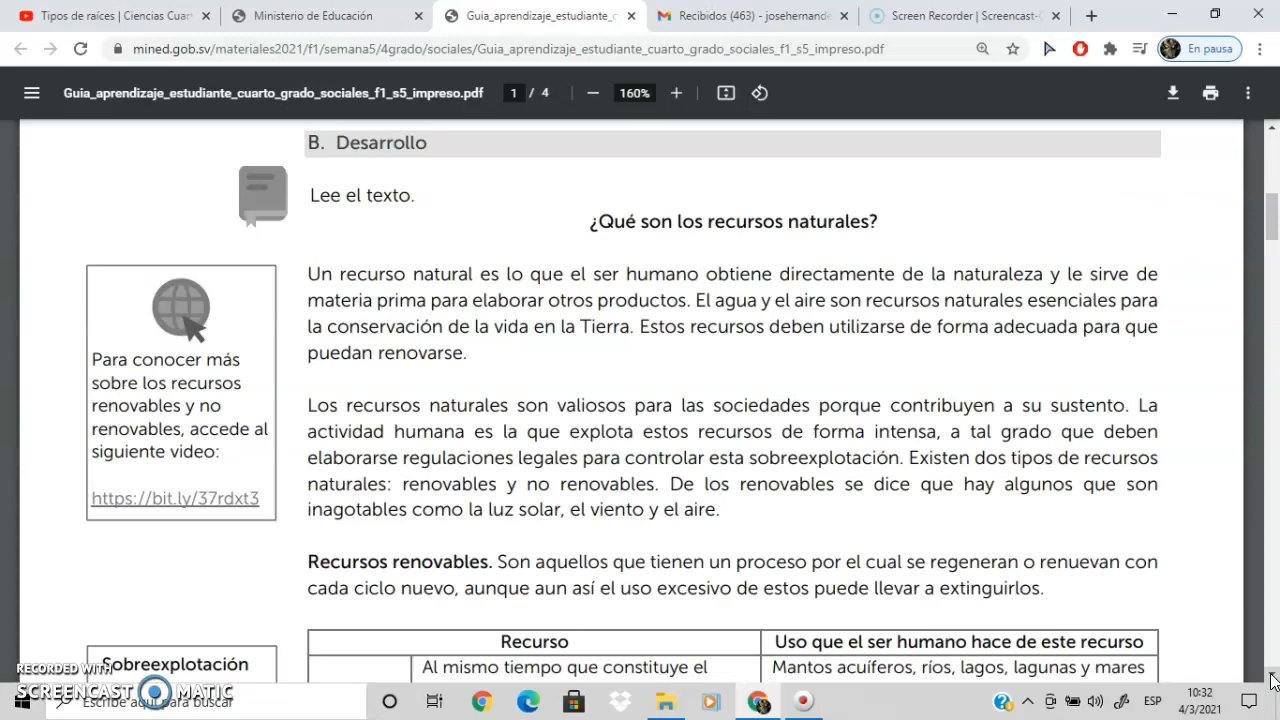 Tipos de raíces | Ciencias Cuar
Ministerio de Educación
Guia_aprendizaje_estudiante_c
Recibidos (463) - josehernande
Screen Recorder | Screencast-O
mined.gob.sv/materiales2021/f1/semana5/4grado/sociales/Guia_aprendizaje_estudiante_cuarto_grado_sociales_f1_s5_impreso.pdf
En pausa
Guia_aprendizaje_estudiante_cuarto_grado_sociales_f1_s5_impreso.pdf
1 / 4
160%
B. Desarrollo
Lee el texto.
¿Qué son los recursos naturales?
Un recurso natural es lo que el ser humano obtiene directamente de la naturaleza y le sirve de
materia prima para elaborar otros productos. El agua y el aire son recursos naturales esenciales para
la conservación de la vida en la Tierra. Estos recursos deben utilizarse de forma adecuada para que
puedan renovarse.
Para conocer más
sobre los recursos
renovables y no
renovables, accede al
siguiente video:
https://bit.ly/37rdxt3
Los recursos naturales son valiosos para las sociedades porque contribuyen a su sustento. La
actividad humana es la que explota estos recursos de forma intensa, a tal grado que deben
elaborarse regulaciones legales para controlar esta sobreexplotación. Existen dos tipos de recursos
naturales: renovables y no renovables. De los renovables se dice que hay algunos que son
inagotables como la luz solar, el viento y el aire.
Recursos renovables. Son aquellos que tienen un proceso por el cual se regeneran o renuevan con
cada ciclo nuevo, aunque aun así el uso excesivo de estos puede llevar a extinguirlos.
Recurso
Uso que el ser humano hace de este recurso
Al mismo tiempo que constituye el
Mantos acuíferos, ríos, lagos, lagunas y mares
Sobreexplotación
RECORDED WITH
SCREENCAST MATIC
Escribe aquí para buscar
ESP
10:32
4/3/2021